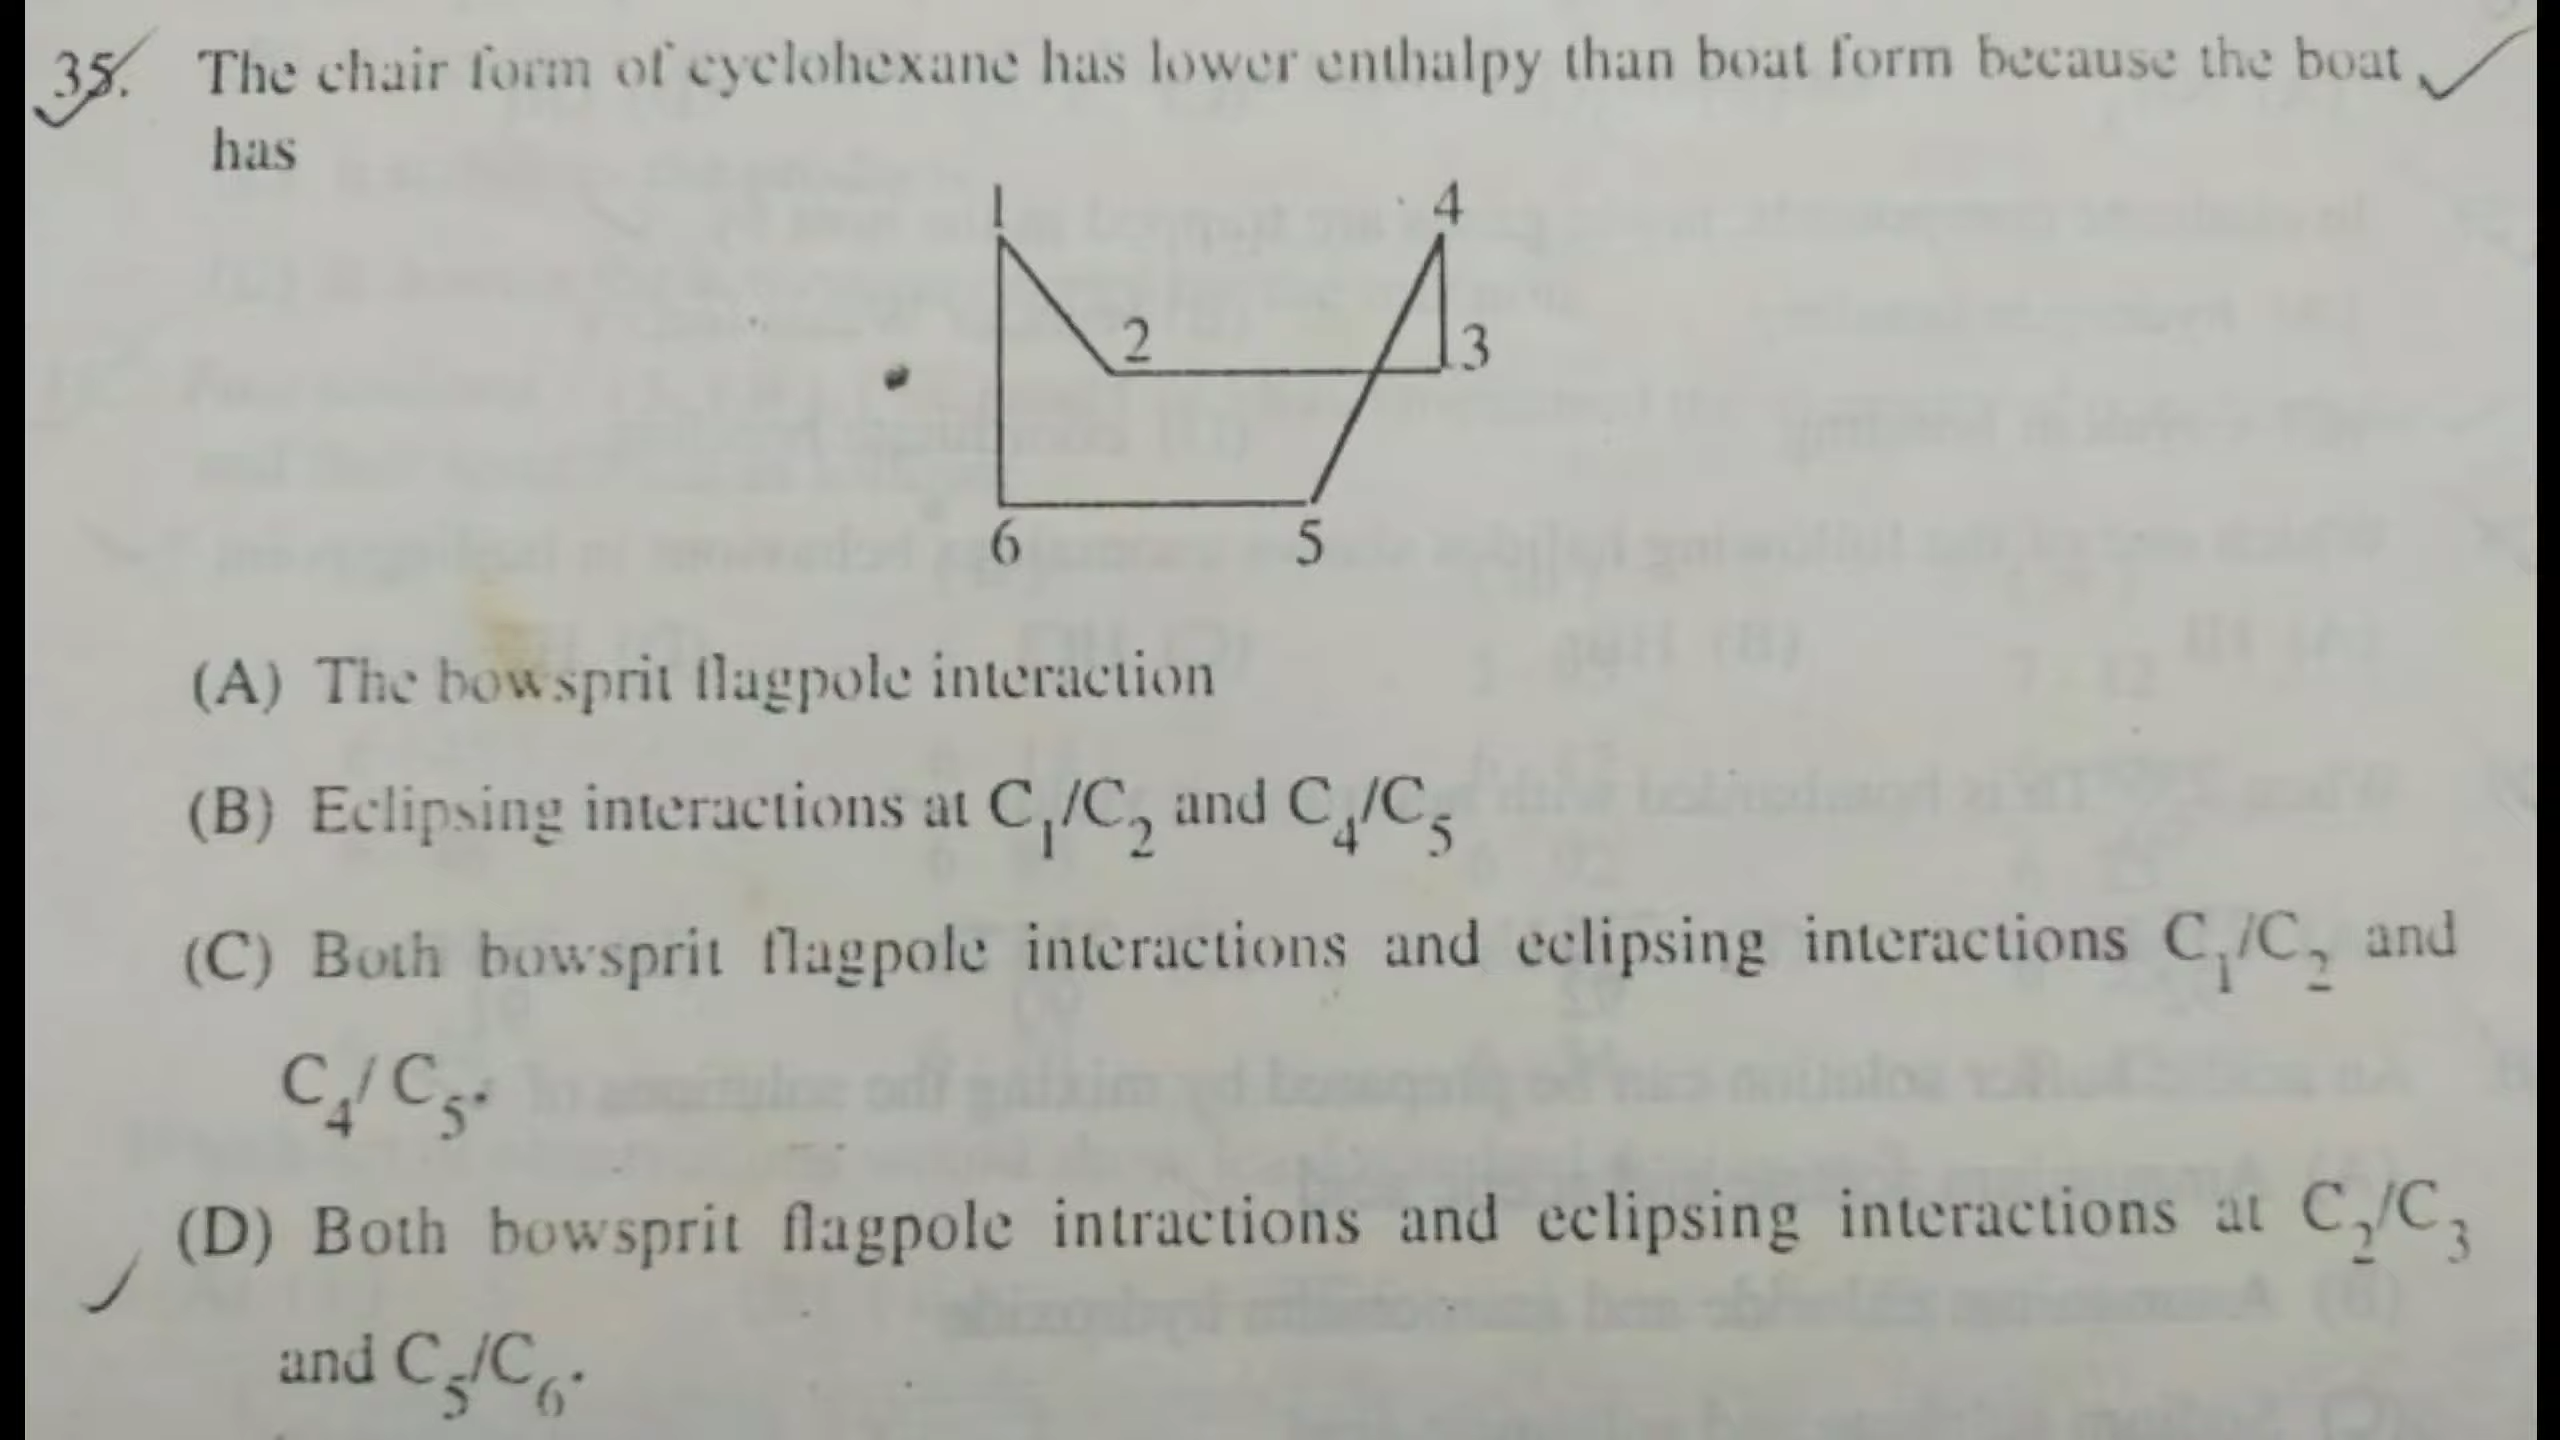 35. The chair form of cyclohexane has lower enthalpy than boat form because the boat
has
1 4
2 3
6 5
(A) The bowsprit flagpole interaction
(B) Eclipsing interactions at C₁/C₂ and C₄/C₅
(C) Both bowsprit flagpole interactions and eclipsing interactions C₁/C₂ and
C₄/C₅.
(D) Both bowsprit flagpole intractions and eclipsing interactions at C₂/C₃
and C₅/C₆.